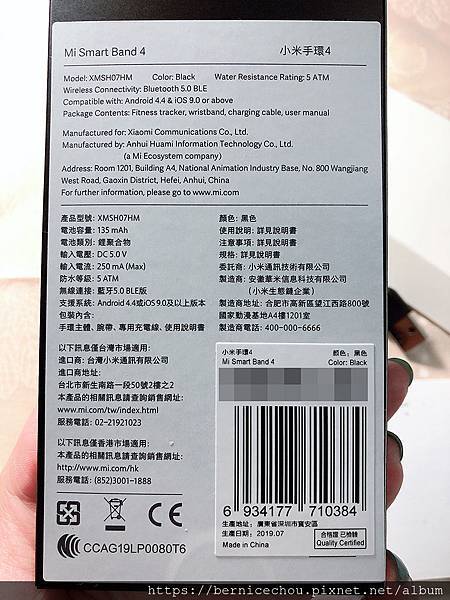 Mi Smart Band 4
小米手環4
Model: XMSH07HM Color: Black Water Resistance Rating: 5 ATM
Wireless Connectivity: Bluetooth 5.0 BLE
Compatible with: Android 4.4 & iOS 9.0 or above
Package Contents: Fitness tracker, wristband, charging cable, user manual
Manufactured for: Xiaomi Communications Co., Ltd.
Manufactured by: Anhui Huami Information Technology Co., Ltd.
(a Mi Ecosystem company)
Address: Room 1201, Building A4, National Animation Industry Base, No. 800 Wangjiang
West Road, Gaoxin District, Hefei, Anhui, China
For further information, please go to www.mi.com
產品型號: XMSH07HM
電池容量: 135 mAh
電池類別: 鋰聚合物
輸入電壓: DC 5.0 V
輸入電流: 250 mA (Max)
防水等級: 5 ATM
無線連接: 藍牙5.0 BLE版
支援系統: Android 4.4或iOS 9.0及以上版本
包裝內含:
手環主體、腕帶、專用充電線、使用說明書
顏色: 黑色
使用說明: 詳見說明書
注意事項: 詳見說明書
規格: 詳見說明書
委託商: 小米通訊技術有限公司
製造商: 安徽華米信息科技有限公司
(小米生態鏈企業)
製造商地址: 合肥市高新區望江西路800號
國家動漫基地A4樓1201室
製造商電話: 400-000-6666
以下訊息僅台灣市場適用:
進口商: 台灣小米通訊有限公司
進口商地址:
台北市新生南路一段50號2樓之2
本產品的相關訊息請查詢銷售網址:
www.mi.com/tw/index.html
服務電話: 02-21921023
以下訊息僅香港市場適用:
本產品的相關訊息請查詢銷售網址:
http://www.mi.com/hk
服務電話: (852)3001-1888
CE
CCAG19LP0080T6
小米手環4
顏色: 黑色
Mi Smart Band 4
Color: Black
6 934177 710384
生產地址: 廣東省深圳市寶安區
生產日期: 2019.07
Made in China
合格證 已檢驗
Quality Certified
https://bernicechou.pixnet.net/album